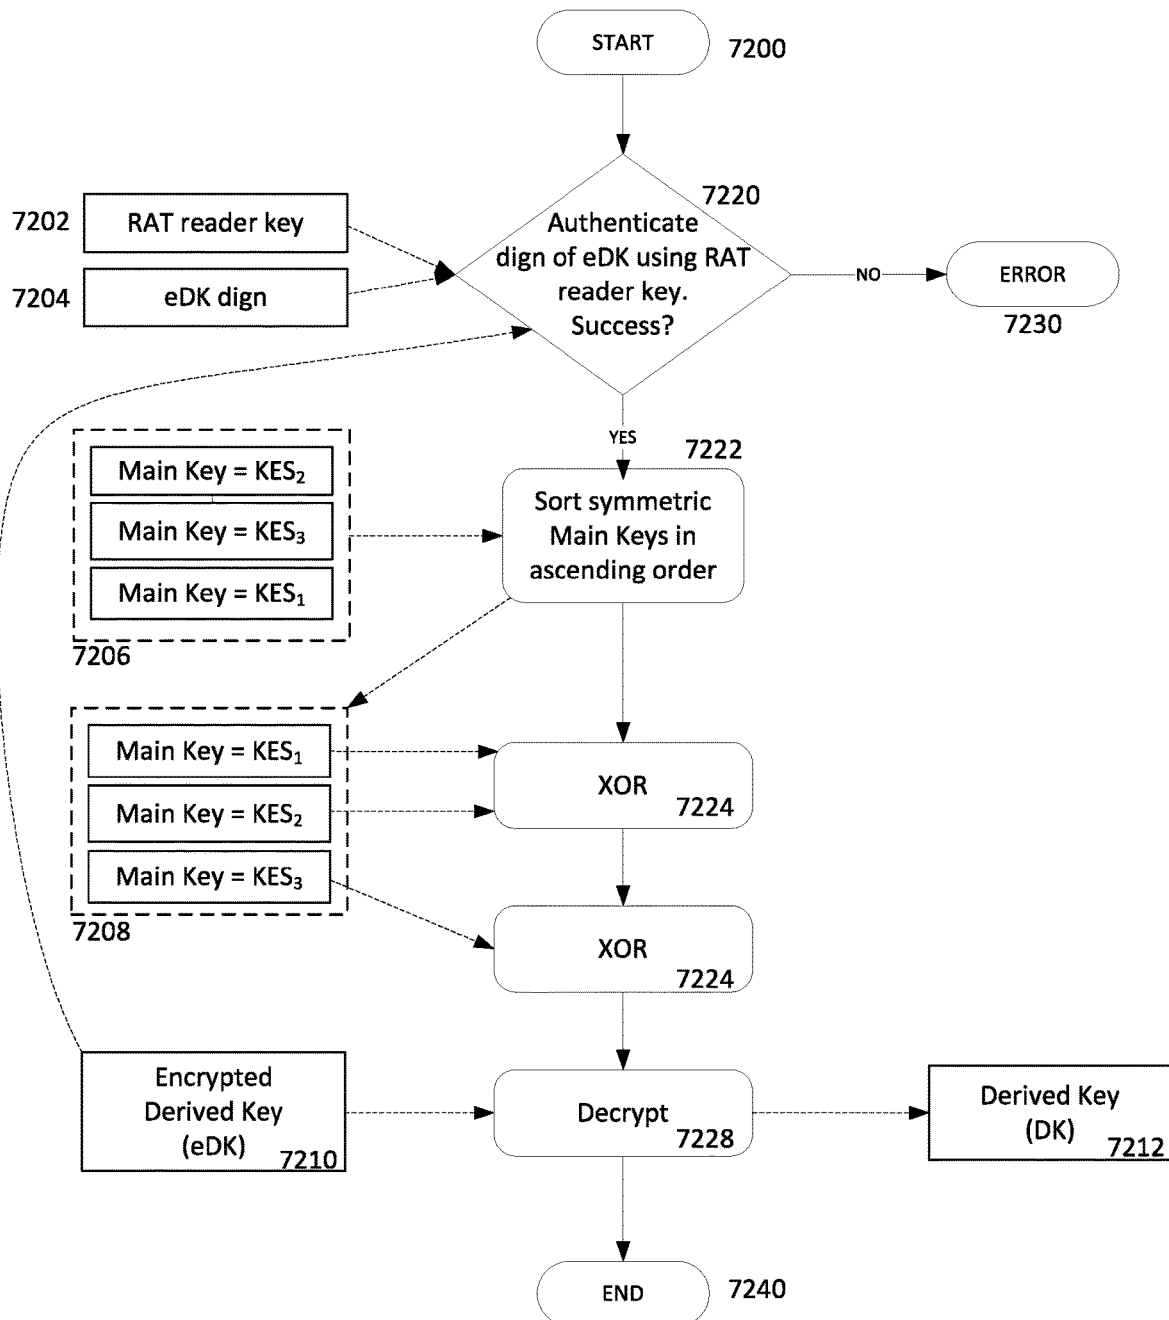 START
7200
7220
7202
RAT reader key
7204
eDK dign
Authenticate
dign of eDK using RAT
reader key.
Success?
NO
ERROR
7230
YES
7222
Main Key = KES₂
Main Key = KES₃
Main Key = KES₁
7206
Sort symmetric
Main Keys in
ascending order
Main Key = KES₁
Main Key = KES₂
Main Key = KES₃
7208
XOR
7224
XOR
7224
Encrypted
Derived Key
(eDK)
7210
Decrypt
7228
Derived Key
(DK)
7212
END
7240